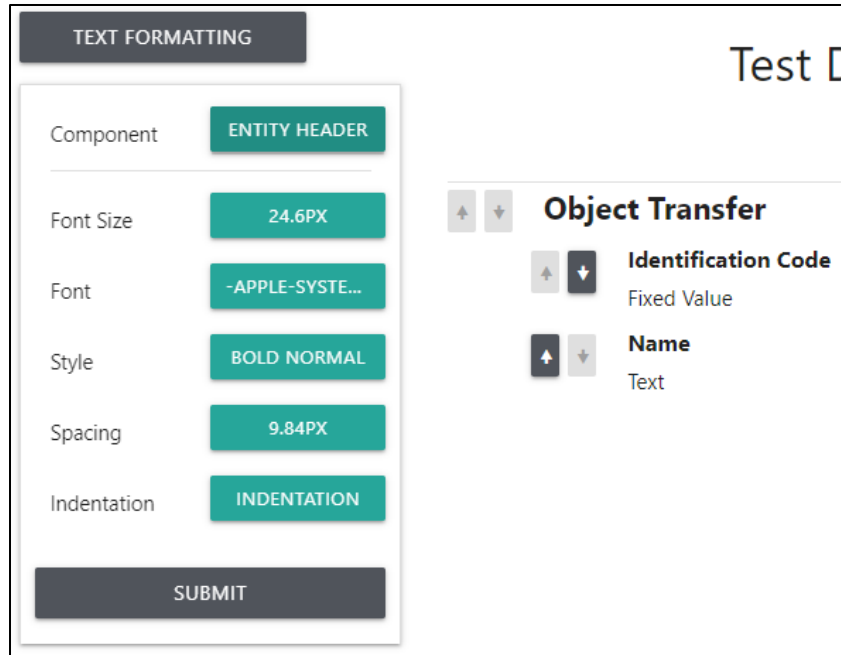 TEXT FORMATTING
Test D
Component ENTITY HEADER
Font Size 24.6PX
Font -APPLE-SYSTE...
Style BOLD NORMAL
Spacing 9.84PX
Indentation INDENTATION
SUBMIT
Object Transfer
Identification Code
Fixed Value
Name
Text